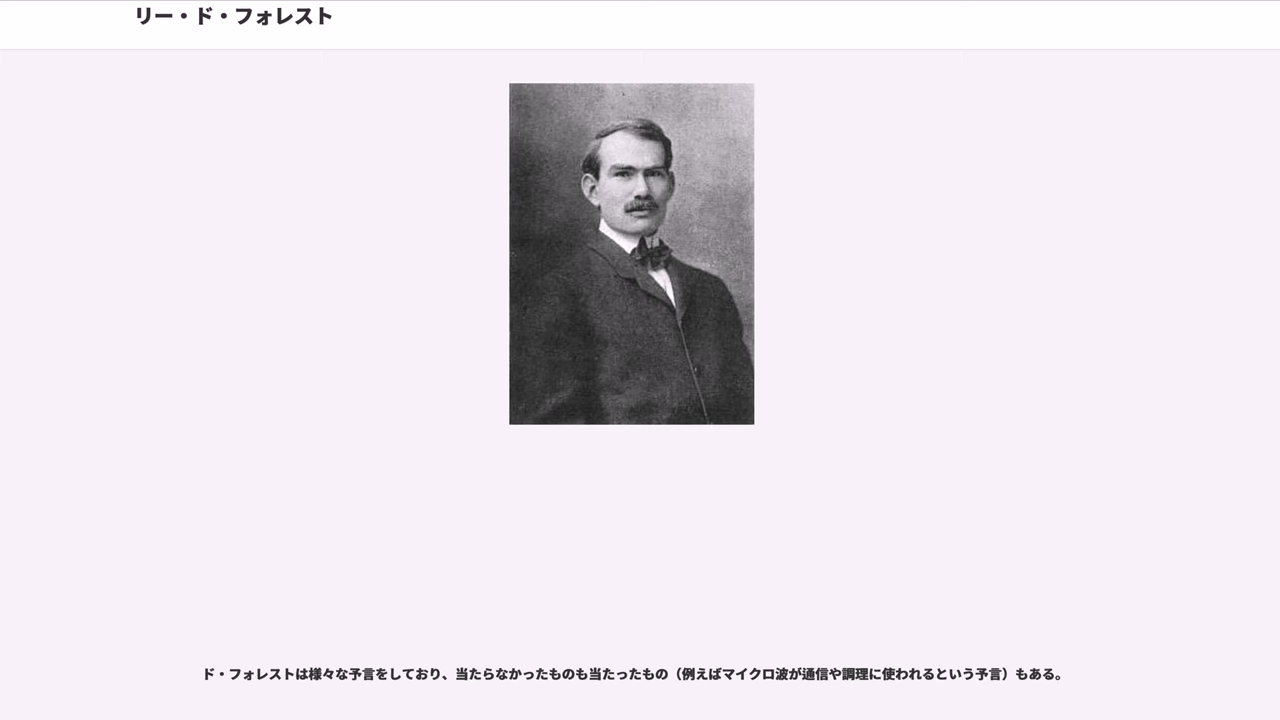 リー・ド・フォレスト
ド・フォレストは様々な予言をしており、当たらなかったものも当たったもの（例えばマイクロ波が通信や調理に使われるという予言）もある。